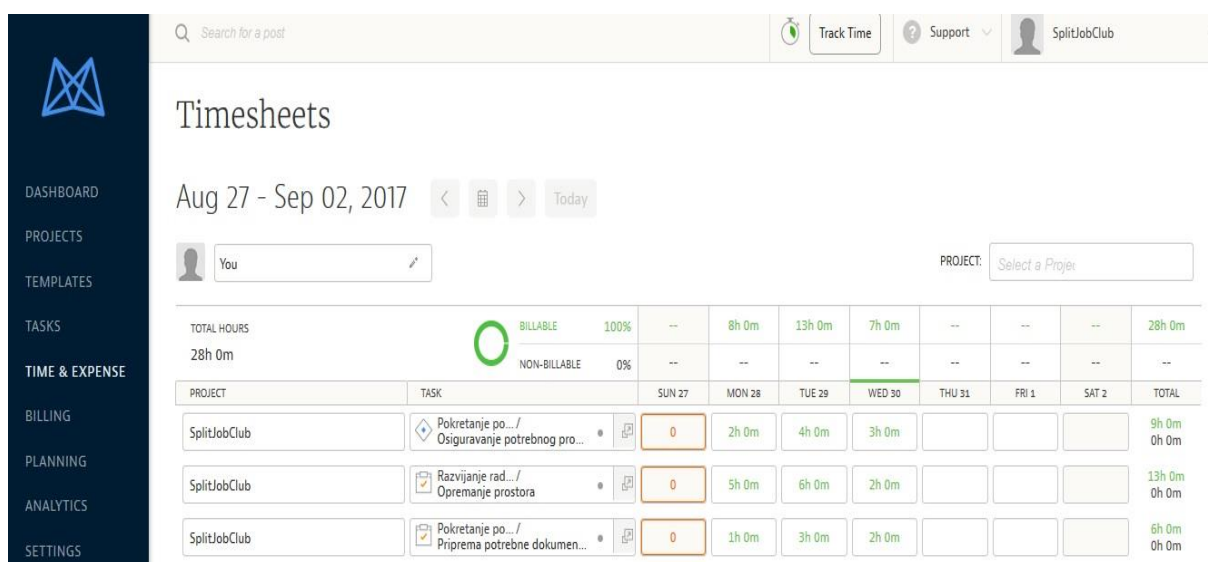 Search for a post
Track Time
Support
SplitJobClub
Timesheets
DASHBOARD
PROJECTS
TEMPLATES
TASKS
TIME & EXPENSE
BILLING
PLANNING
ANALYTICS
SETTINGS
Aug 27 - Sep 02, 2017
Today
You
PROJECT: Select a Projec
TOTAL HOURS
28h 0m
BILLABLE 100% -- 8h 0m 13h 0m 7h 0m -- -- -- 28h 0m
NON-BILLABLE 0% -- -- -- -- -- -- -- --
PROJECT TASK SUN 27 MON 28 TUE 29 WED 30 THU 31 FRI 1 SAT 2 TOTAL
SplitJobClub
Pokretanje po... /
Osiguravanje potrebnog pro...
0 2h 0m 4h 0m 3h 0m
9h 0m
0h 0m
SplitJobClub
Razvijanje rad... /
Opremanje prostora
0 5h 0m 6h 0m 2h 0m
13h 0m
0h 0m
SplitJobClub
Pokretanje po... /
Priprema potrebne dokumen...
0 1h 0m 3h 0m 2h 0m
6h 0m
0h 0m